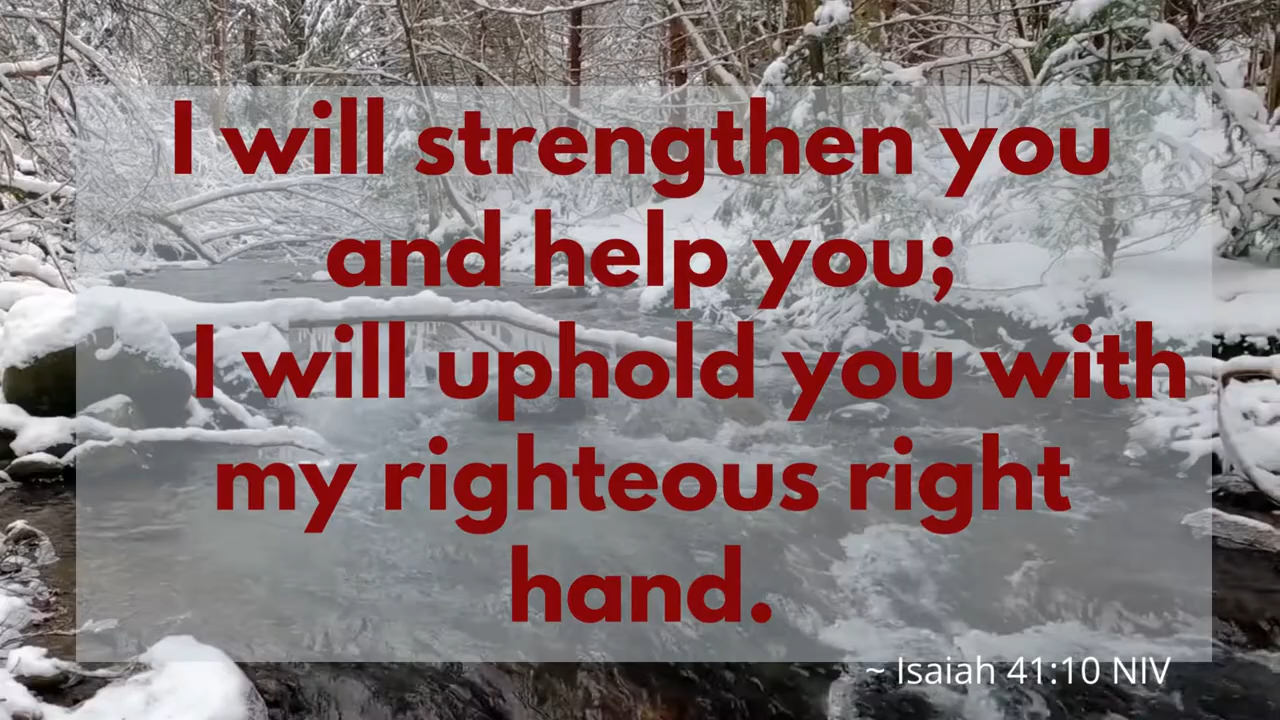 I will strengthen you
and help you;
I will uphold you with
my righteous right
hand.
~ Isaiah 41:10 NIV